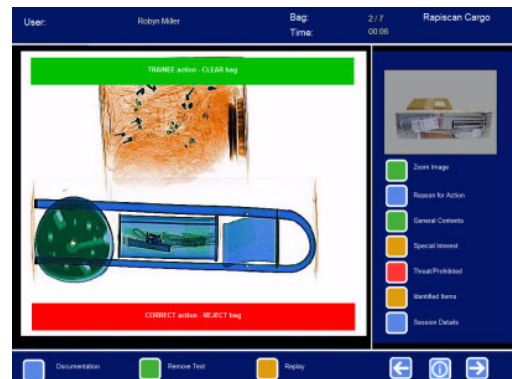 User: Robyn Miller Bag: 2 / 7 Rapiscan Cargo
Time: 00:06
TRAINEE action - CLEAR bag
Zoom Image
Reason for Action
General Contents
Special Interest
Threat/Prohibited
Identified Items
Session Details
CORRECT action - REJECT bag
Documentation Remove Text Replay